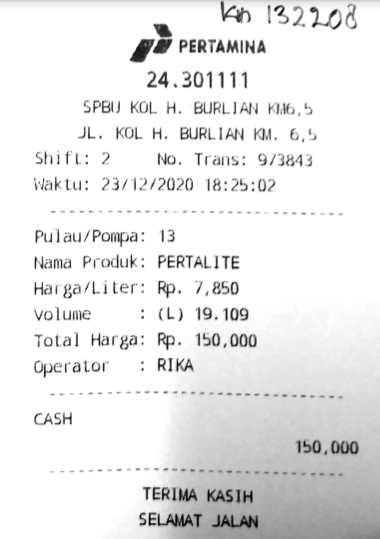 Km 132208
PERTAMINA
24.301111
SPBU KOL H. BURLIAN KM6,5
JL. KOL H. BURLIAN KM. 6,5
Shift: 2 No. Trans: 973843
Waktu: 23/12/2020 18:25:02
Pulau/Pompa: 13
Nama Produk: PERTALITE
Harga/Liter: Rp. 7,850
Volume : (L) 19.109
Total Harga: Rp. 150,000
Operator : RIKA
CASH
150,000
TERIMA KASIH
SELAMAT JALAN